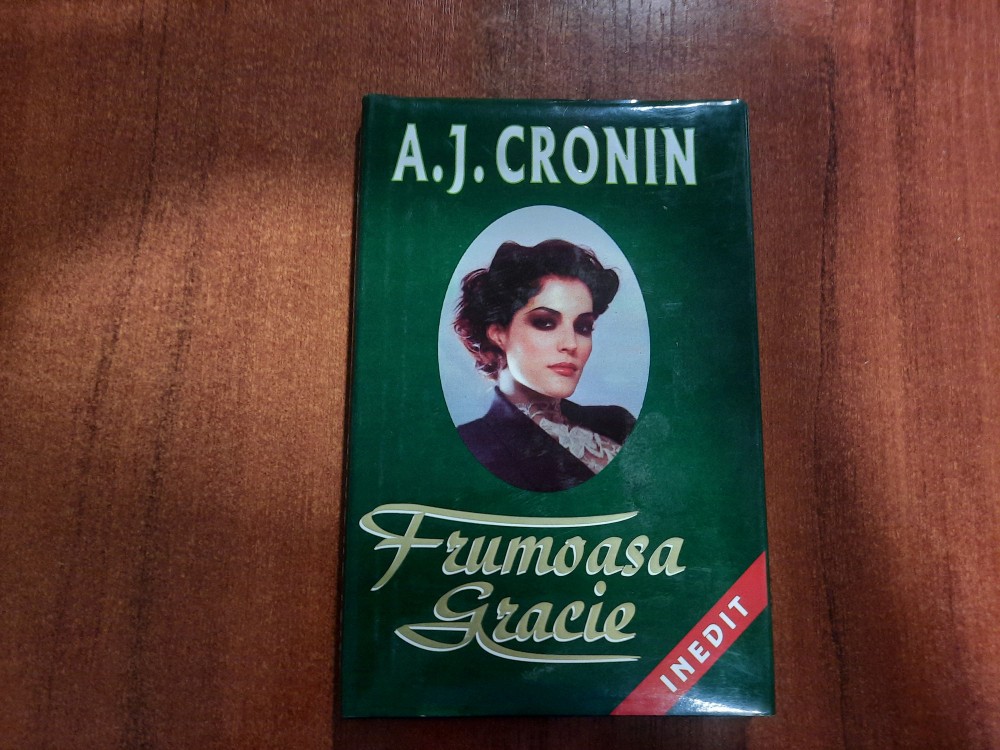 A.J. CRONIN
Frumoasa
Gracie
INEDIT